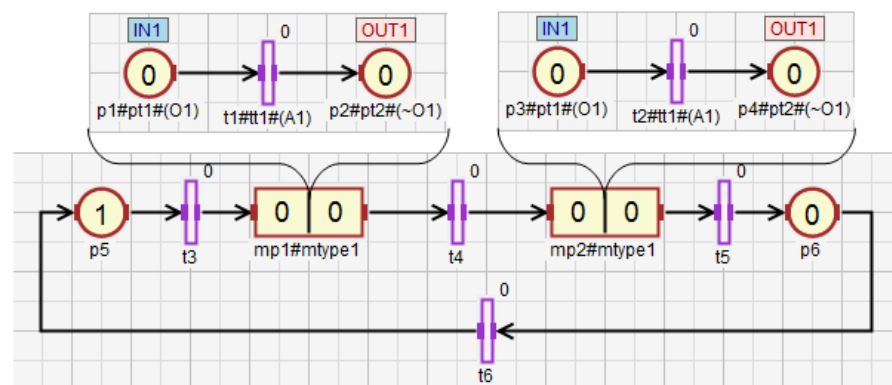 IN1 0 OUT1 IN1 0 OUT1
0 0 0 0
p1#pt1#(O1) t1#tt1#(A1) p2#pt2#(~O1) p3#pt1#(O1) t2#tt1#(A1) p4#pt2#(~O1)
0 0 0
1 0 0 0 0 0
p5 t3 mp1#mtype1 t4 mp2#mtype1 t5 p6
0
t6